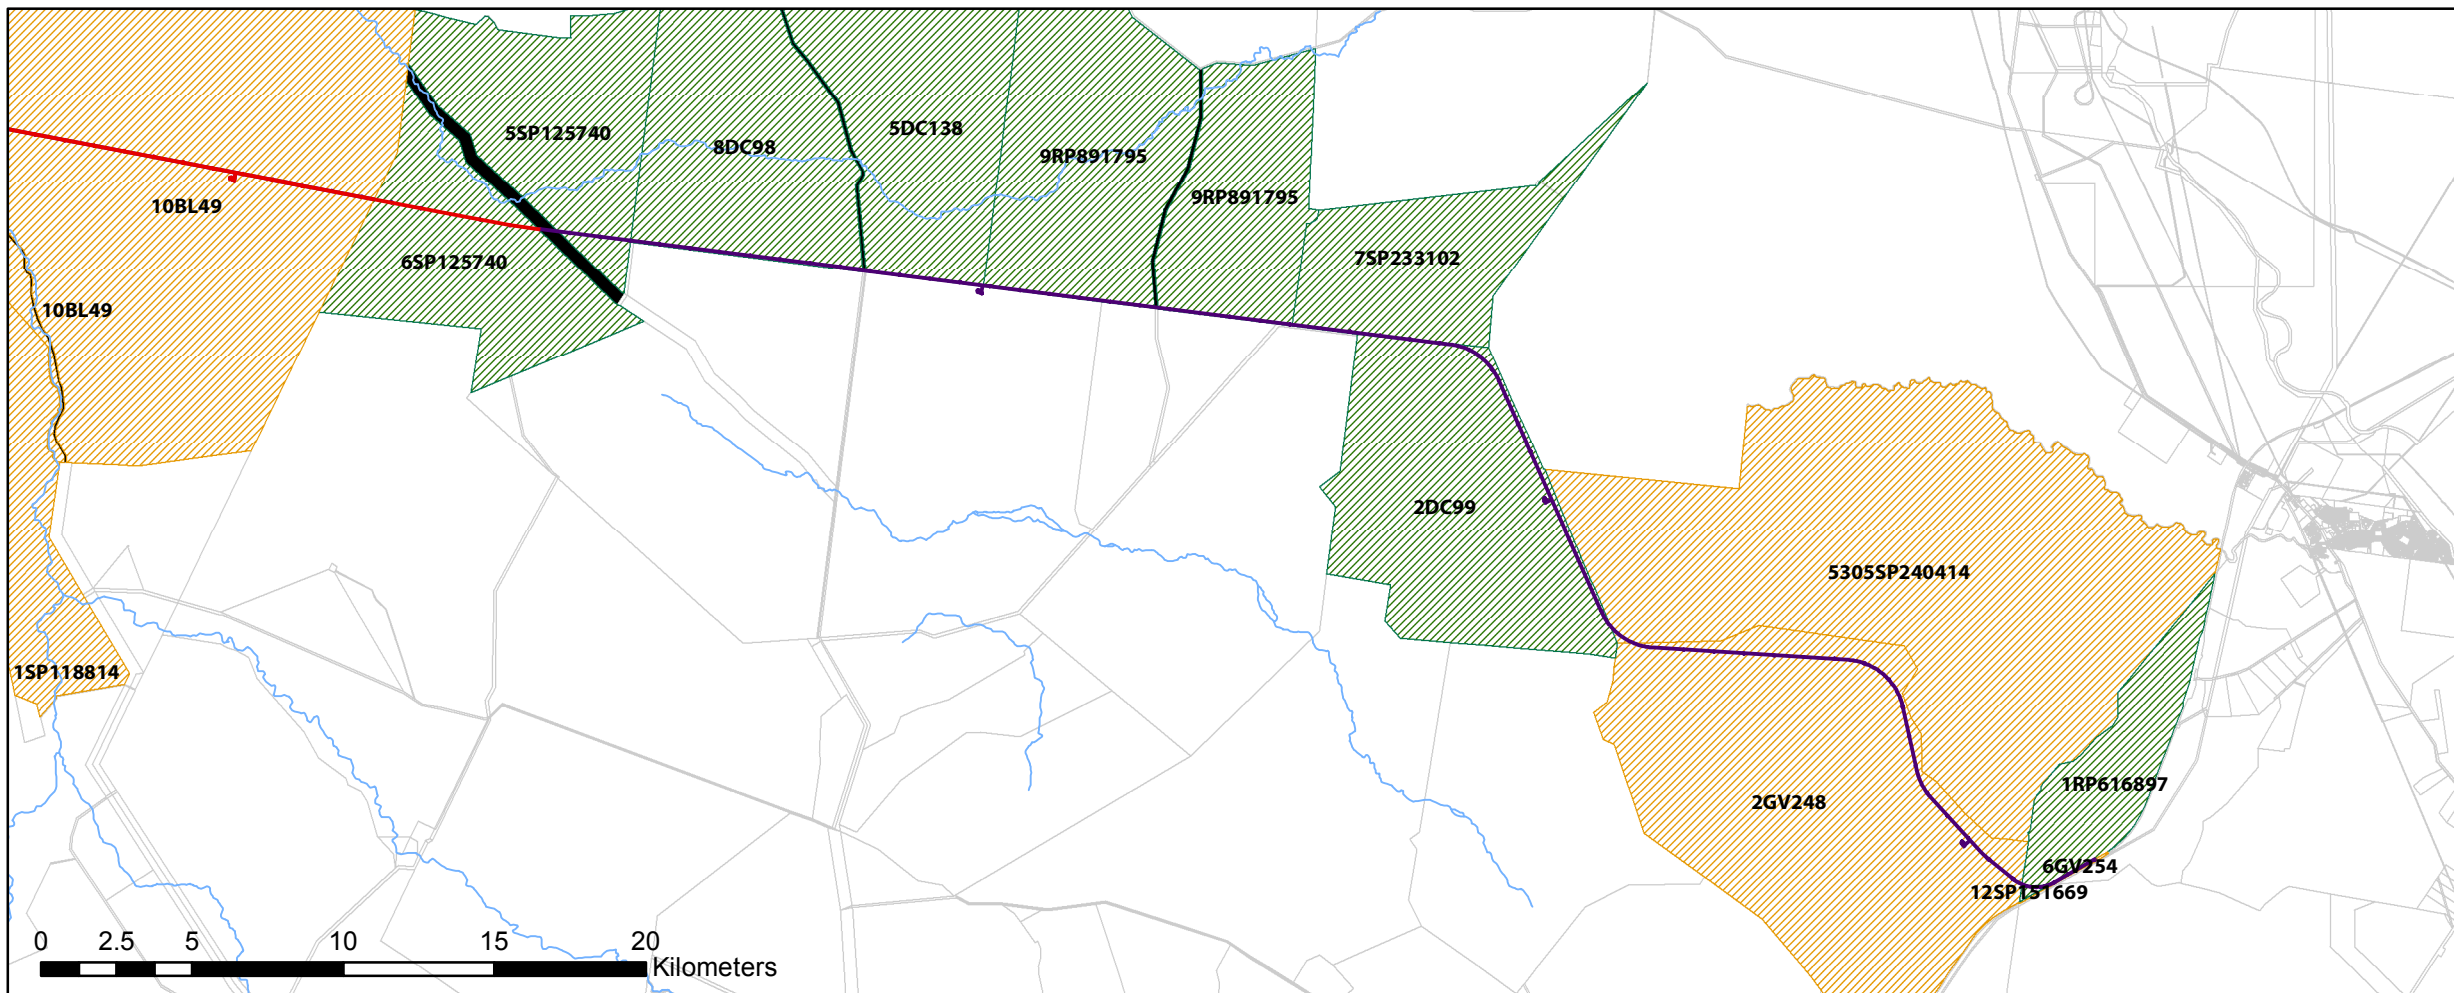 5DC138
5SP125740
8DC98
9RP891795
9RP891795
10BL49
7SP233102
6SP125740
10BL49
2DC99
5305SP240414
1SP118814
1RP616897
2GV248
6GV254
12SP151669
0 2.5 5 10 15 20
Kilometers